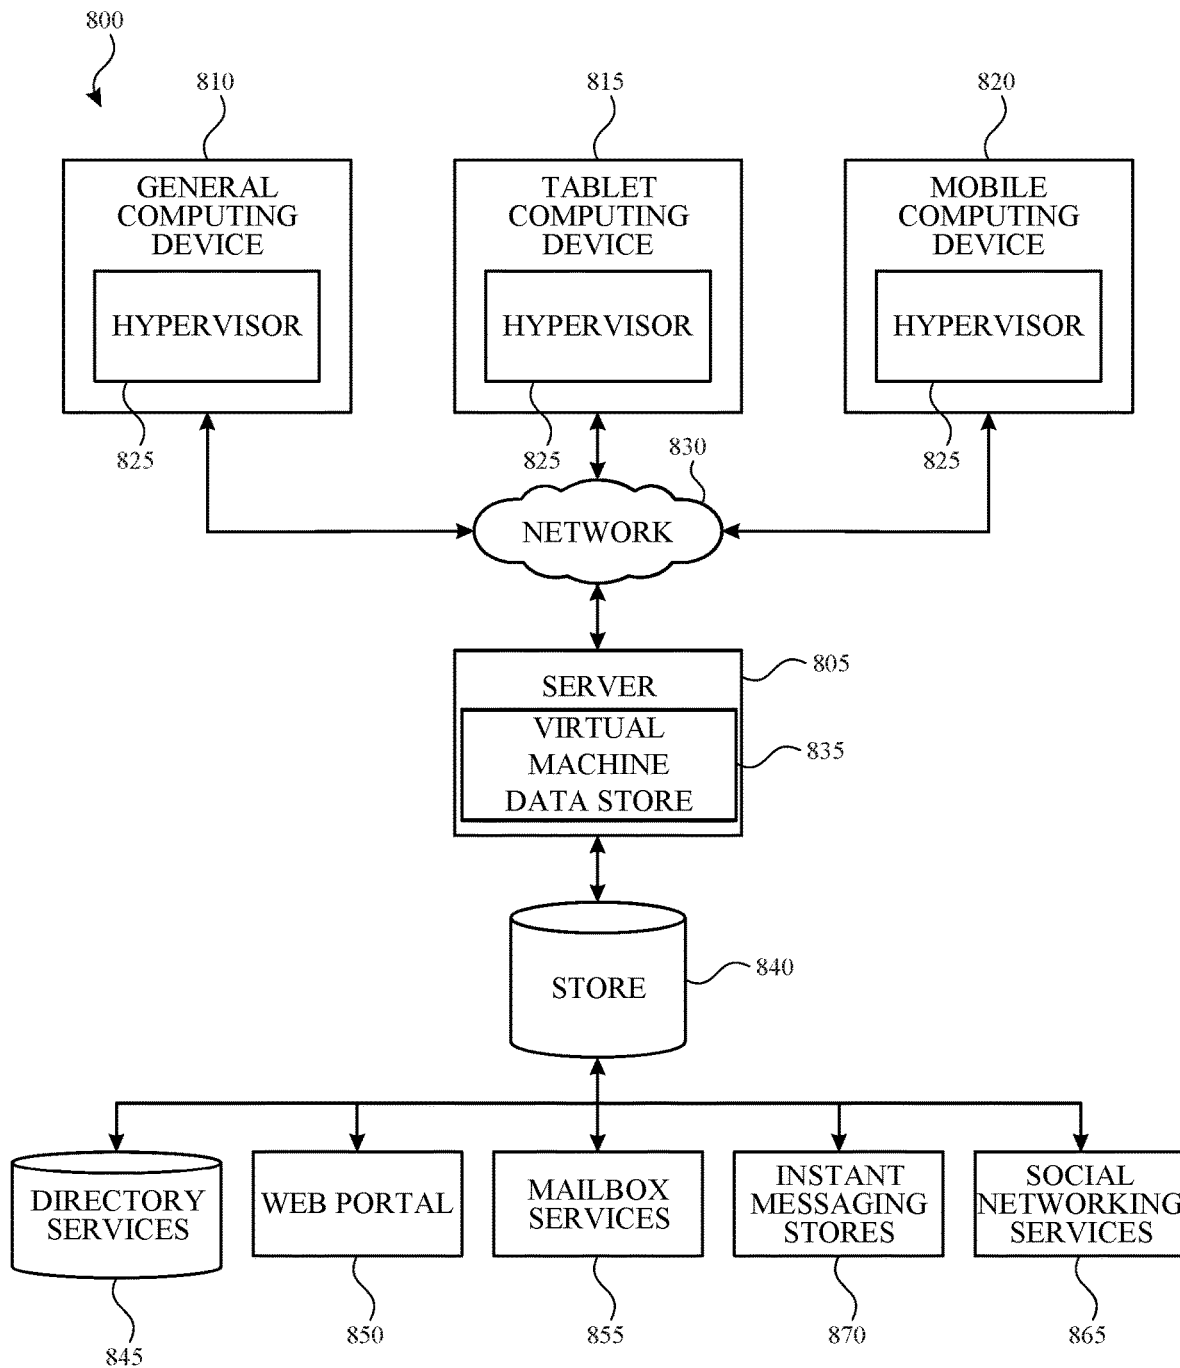 800
810
815
820
GENERAL
COMPUTING
DEVICE
TABLET
COMPUTING
DEVICE
MOBILE
COMPUTING
DEVICE
HYPERVISOR
HYPERVISOR
HYPERVISOR
825
825
825
830
NETWORK
805
SERVER
VIRTUAL
MACHINE
DATA STORE
835
STORE
840
DIRECTORY
SERVICES
WEB PORTAL
MAILBOX
SERVICES
INSTANT
MESSAGING
STORES
SOCIAL
NETWORKING
SERVICES
845
850
855
870
865